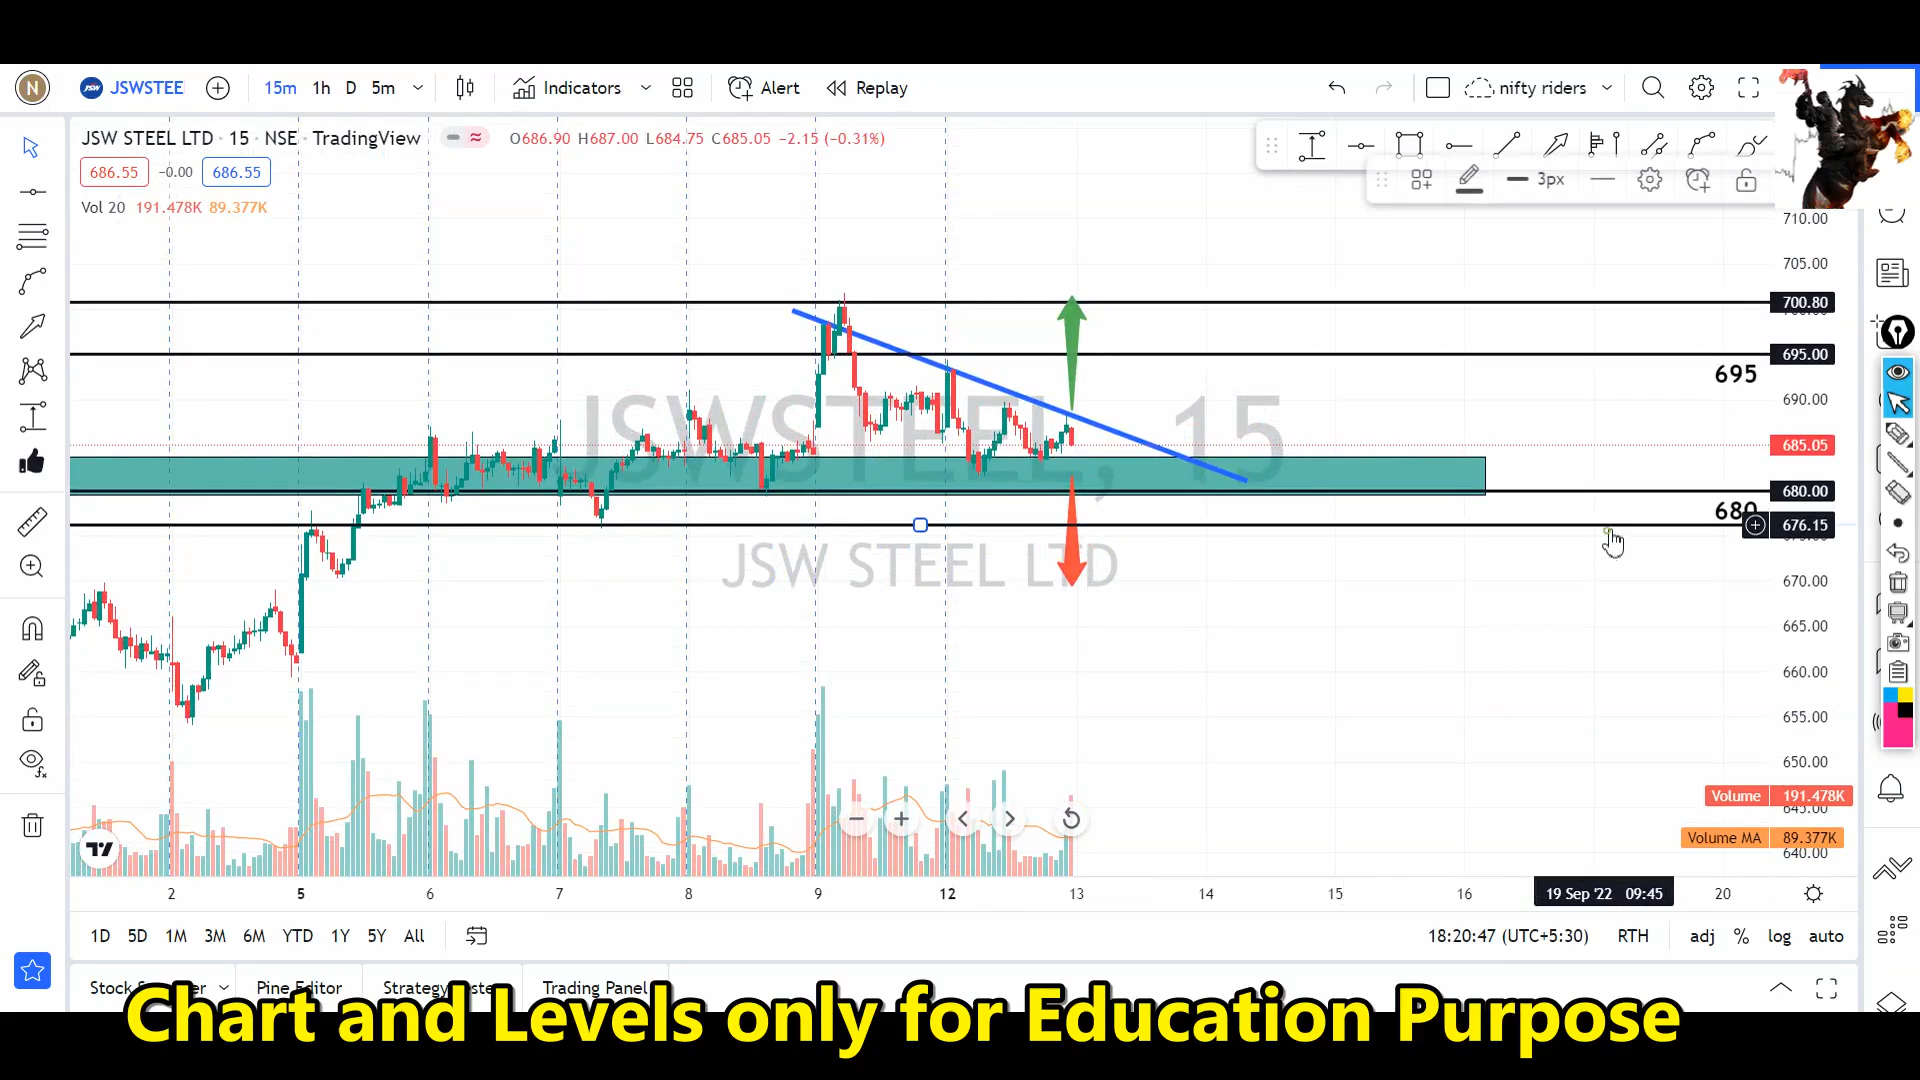 N JSWSTEE 15m 1h D 5m Indicators Alert Replay nifty riders
JSW STEEL LTD · 15 · NSE · TradingView O686.90 H687.00 L684.75 C685.05 −2.15 (−0.31%)
3px
686.55 −0.00 686.55
Vol 20 191.478K 89.377K
710.00
705.00
700.80
695.00
695
690.00
JSWSTEEL, 15
685.05
680.00
680
676.15
JSW STEEL LTD
670.00
665.00
660.00
655.00
650.00
Volume 191.478K
645.00
Volume MA 89.377K
640.00
2 5 6 7 8 9 12 13 14 15 16 19 Sep '22 09:45 20
1D 5D 1M 3M 6M YTD 1Y 5Y All 18:20:47 (UTC+5:30) RTH adj % log auto
Stock Pine Editor Strategy Trading Panel
Chart and Levels only for Education Purpose